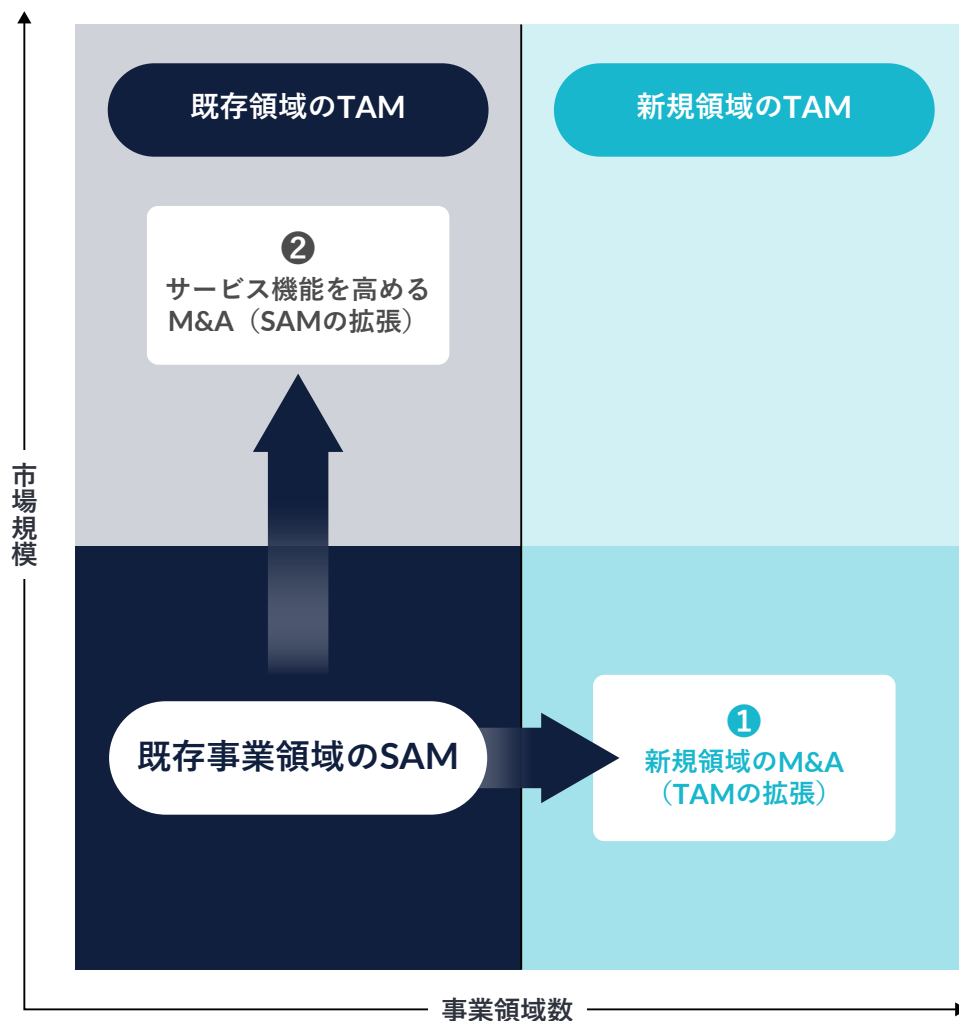 既存領域のTAM
新規領域のTAM
❷
サービス機能を高める
M&A（SAMの拡張）
市場規模
既存事業領域のSAM
❶
新規領域のM&A
（TAMの拡張）
事業領域数